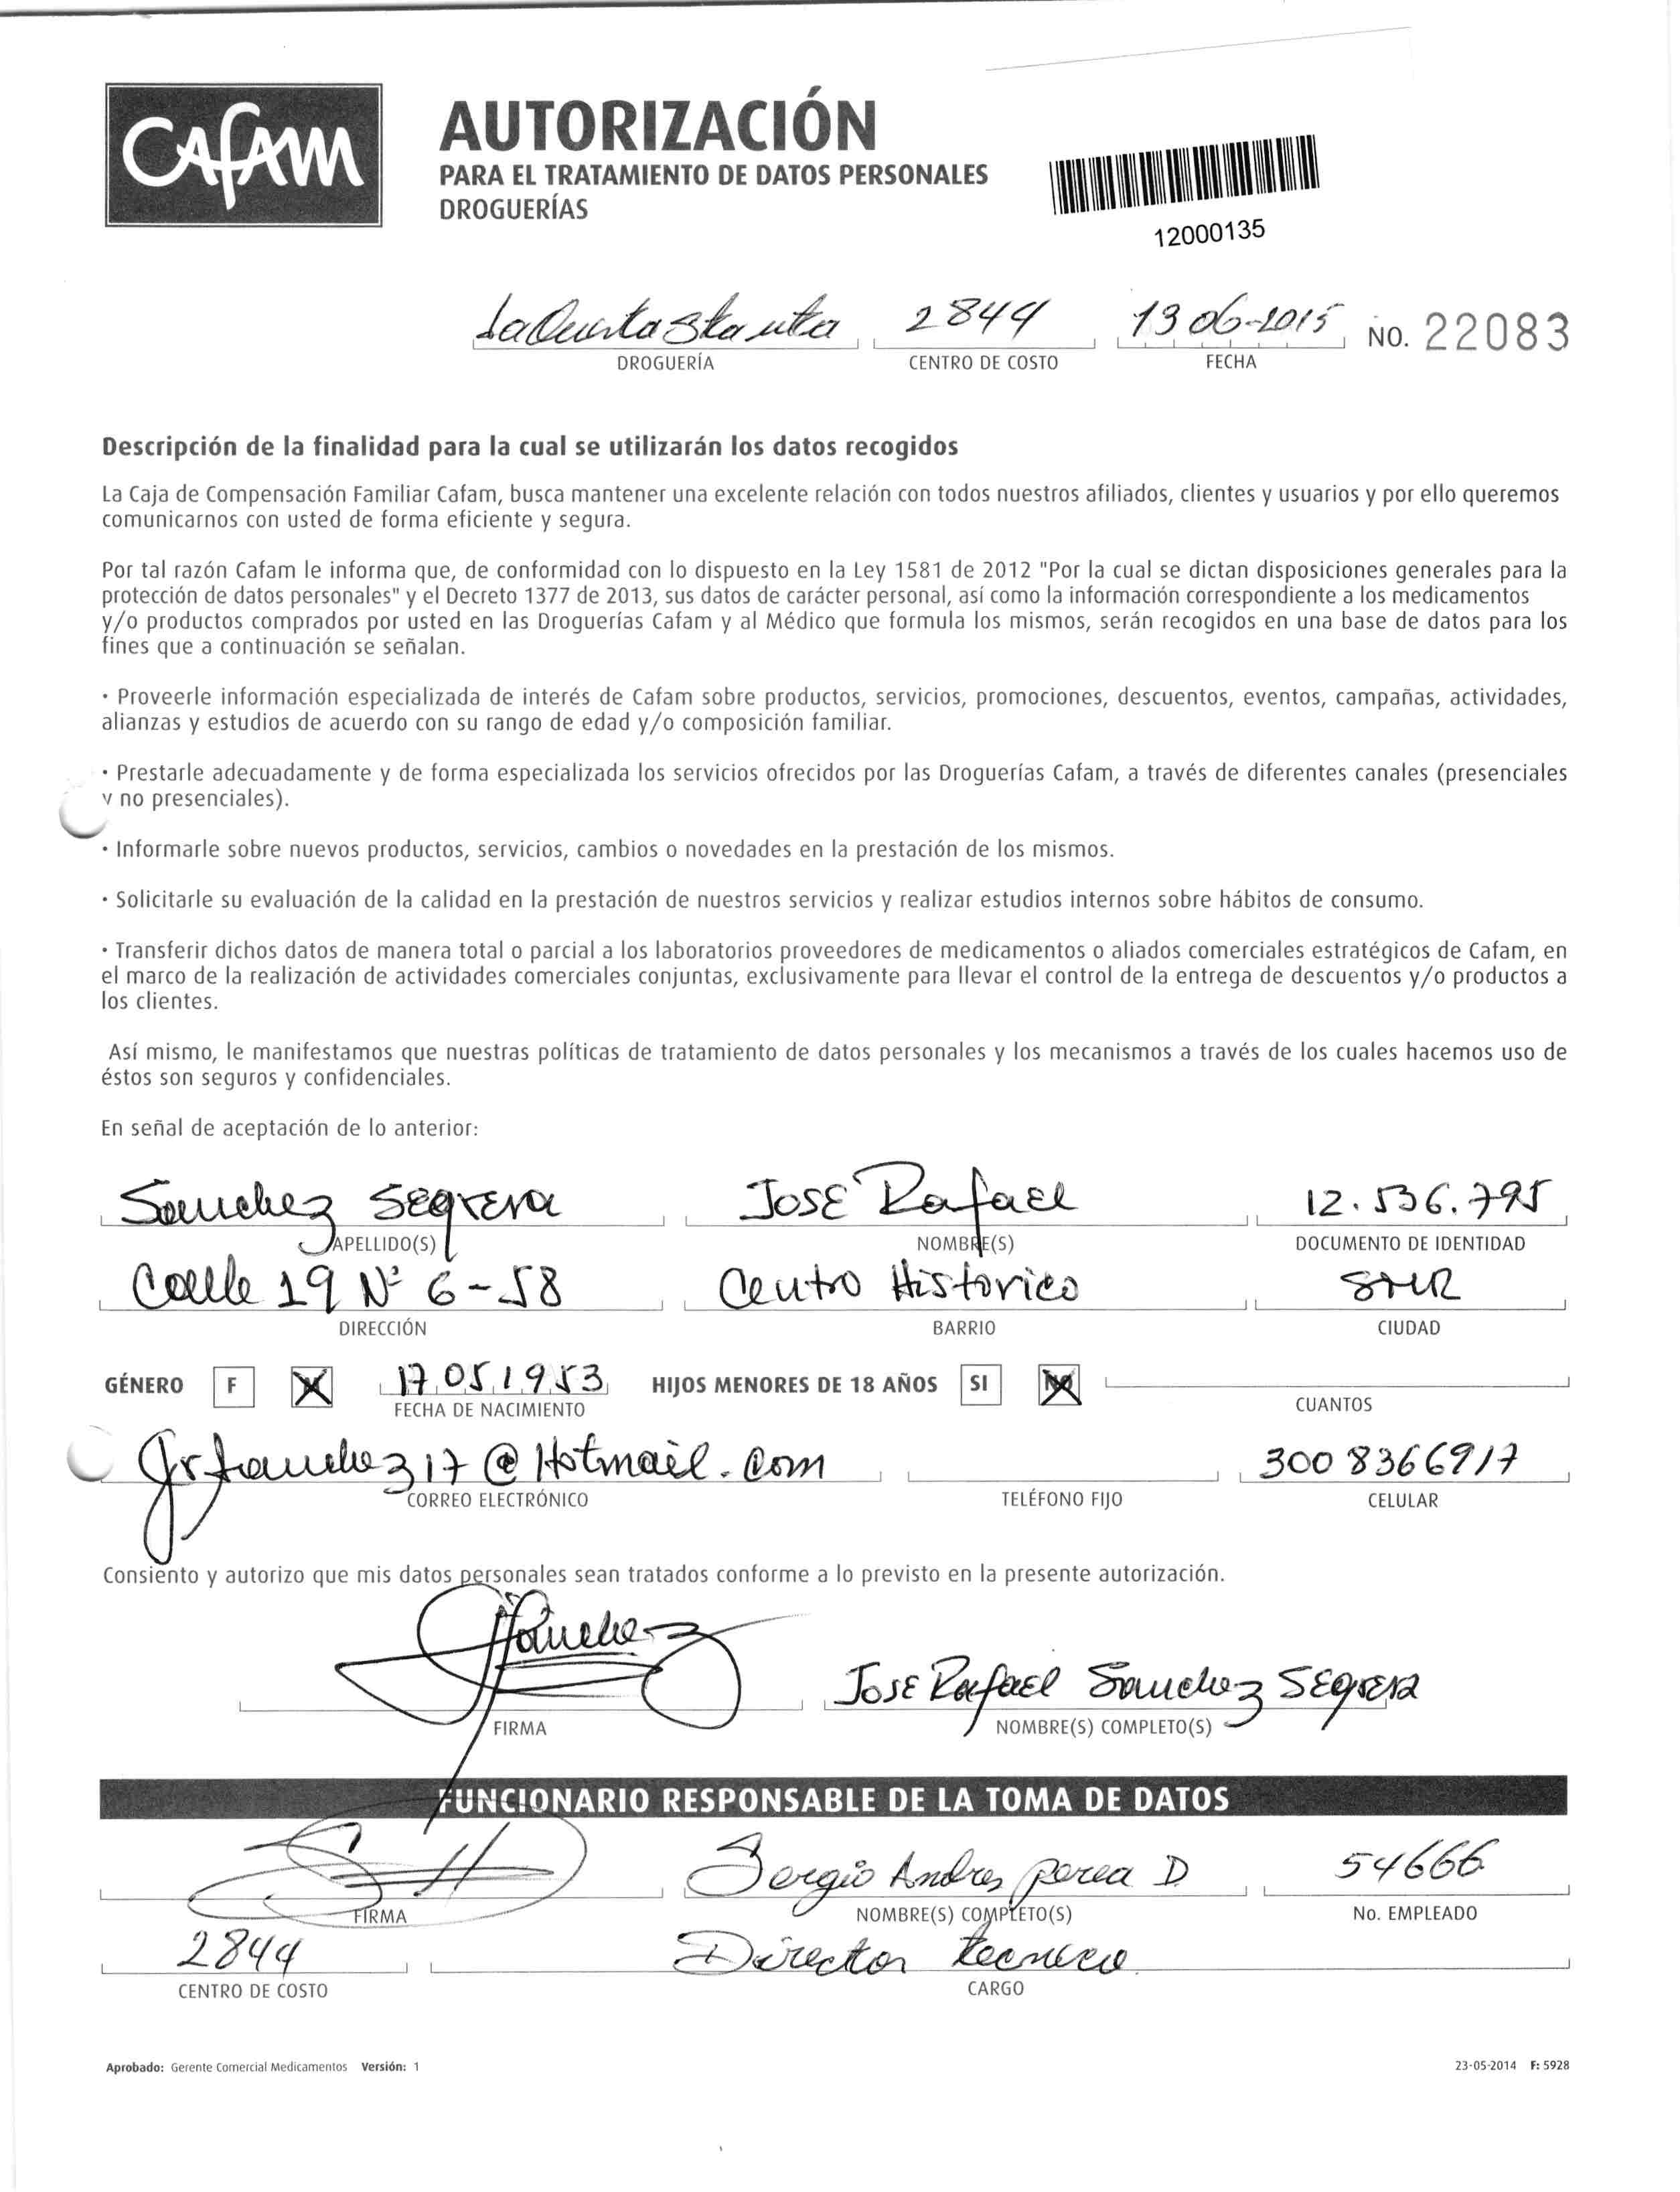 CAFAM
AUTORIZACIÓN
PARA EL TRATAMIENTO DE DATOS PERSONALES
DROGUERÍAS
12000135
2844 13 06-2015 NO. 22083
DROGUERÍA CENTRO DE COSTO FECHA
Descripción de la finalidad para la cual se utilizarán los datos recogidos
La Caja de Compensación Familiar Cafam, busca mantener una excelente relación con todos nuestros afiliados, clientes y usuarios y por ello queremos
comunicarnos con usted de forma eficiente y segura.
Por tal razón Cafam le informa que, de conformidad con lo dispuesto en la Ley 1581 de 2012 "Por la cual se dictan disposiciones generales para la
protección de datos personales" y el Decreto 1377 de 2013, sus datos de carácter personal, así como la información correspondiente a los medicamentos
y/o productos comprados por usted en las Droguerías Cafam y al Médico que formula los mismos, serán recogidos en una base de datos para los
fines que a continuación se señalan.
• Proveerle información especializada de interés de Cafam sobre productos, servicios, promociones, descuentos, eventos, campañas, actividades,
alianzas y estudios de acuerdo con su rango de edad y/o composición familiar.
• Prestarle adecuadamente y de forma especializada los servicios ofrecidos por las Droguerías Cafam, a través de diferentes canales (presenciales
y no presenciales).
• Informarle sobre nuevos productos, servicios, cambios o novedades en la prestación de los mismos.
• Solicitarle su evaluación de la calidad en la prestación de nuestros servicios y realizar estudios internos sobre hábitos de consumo.
• Transferir dichos datos de manera total o parcial a los laboratorios proveedores de medicamentos o aliados comerciales estratégicos de Cafam, en
el marco de la realización de actividades comerciales conjuntas, exclusivamente para llevar el control de la entrega de descuentos y/o productos a
los clientes.
Así mismo, le manifestamos que nuestras políticas de tratamiento de datos personales y los mecanismos a través de los cuales hacemos uso de
éstos son seguros y confidenciales.
En señal de aceptación de lo anterior:
Sanchez Segrera José Rafael 12.536.795
APELLIDO(S) NOMBRE(S) DOCUMENTO DE IDENTIDAD
Calle 19 Nº 6-58 Centro Historico
DIRECCIÓN BARRIO CIUDAD
GÉNERO F 17 05 1953 HIJOS MENORES DE 18 AÑOS SI NO
FECHA DE NACIMIENTO CUANTOS
jrsanchez17@Hotmail.com 300 8366917
CORREO ELECTRÓNICO TELÉFONO FIJO CELULAR
Consiento y autorizo que mis datos personales sean tratados conforme a lo previsto en la presente autorización.
JSanchez José Rafael Sanchez Segrera
FIRMA NOMBRE(S) COMPLETO(S)
FUNCIONARIO RESPONSABLE DE LA TOMA DE DATOS
Sergio Andres Perea D 54666
FIRMA NOMBRE(S) COMPLETO(S) No. EMPLEADO
2844 Director tecnico
CENTRO DE COSTO CARGO
Aprobado: Gerente Comercial Medicamentos Versión: 1 23-05-2014 F: 5928